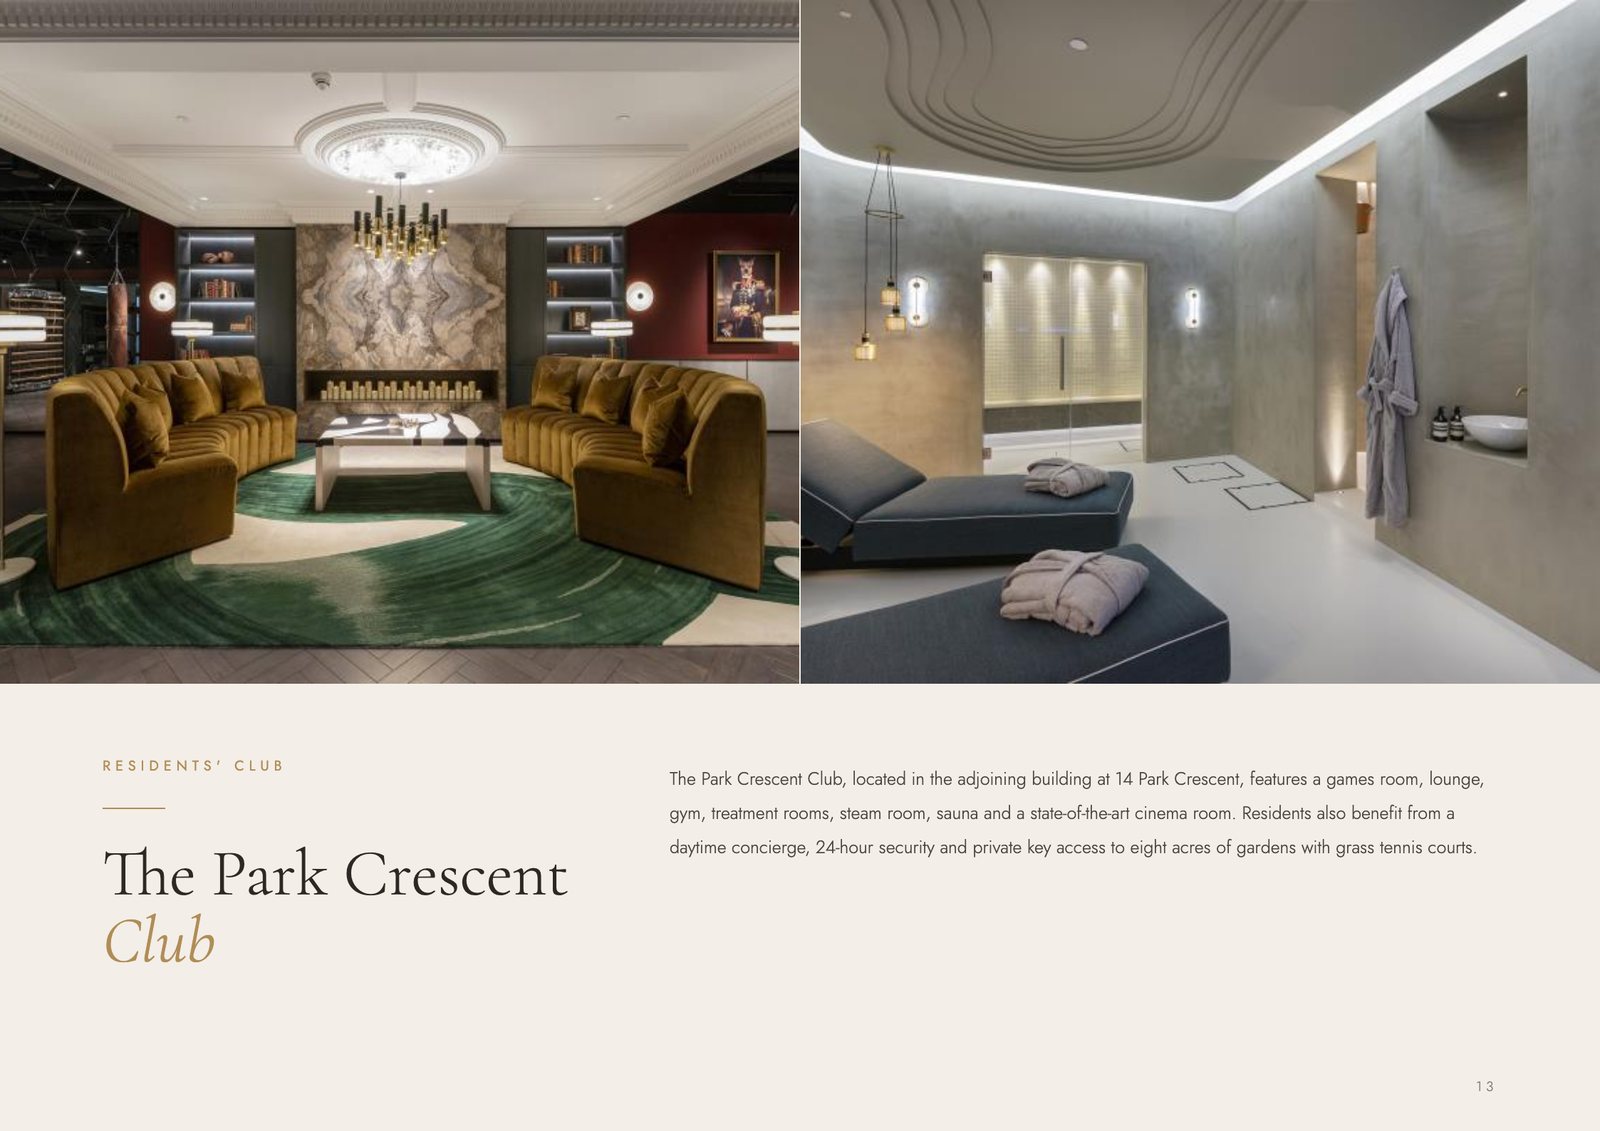 RESIDENTS' CLUB
The Park Crescent
Club
The Park Crescent Club, located in the adjoining building at 14 Park Crescent, features a games room, lounge,
gym, treatment rooms, steam room, sauna and a state-of-the-art cinema room. Residents also benefit from a
daytime concierge, 24-hour security and private key access to eight acres of gardens with grass tennis courts.
13